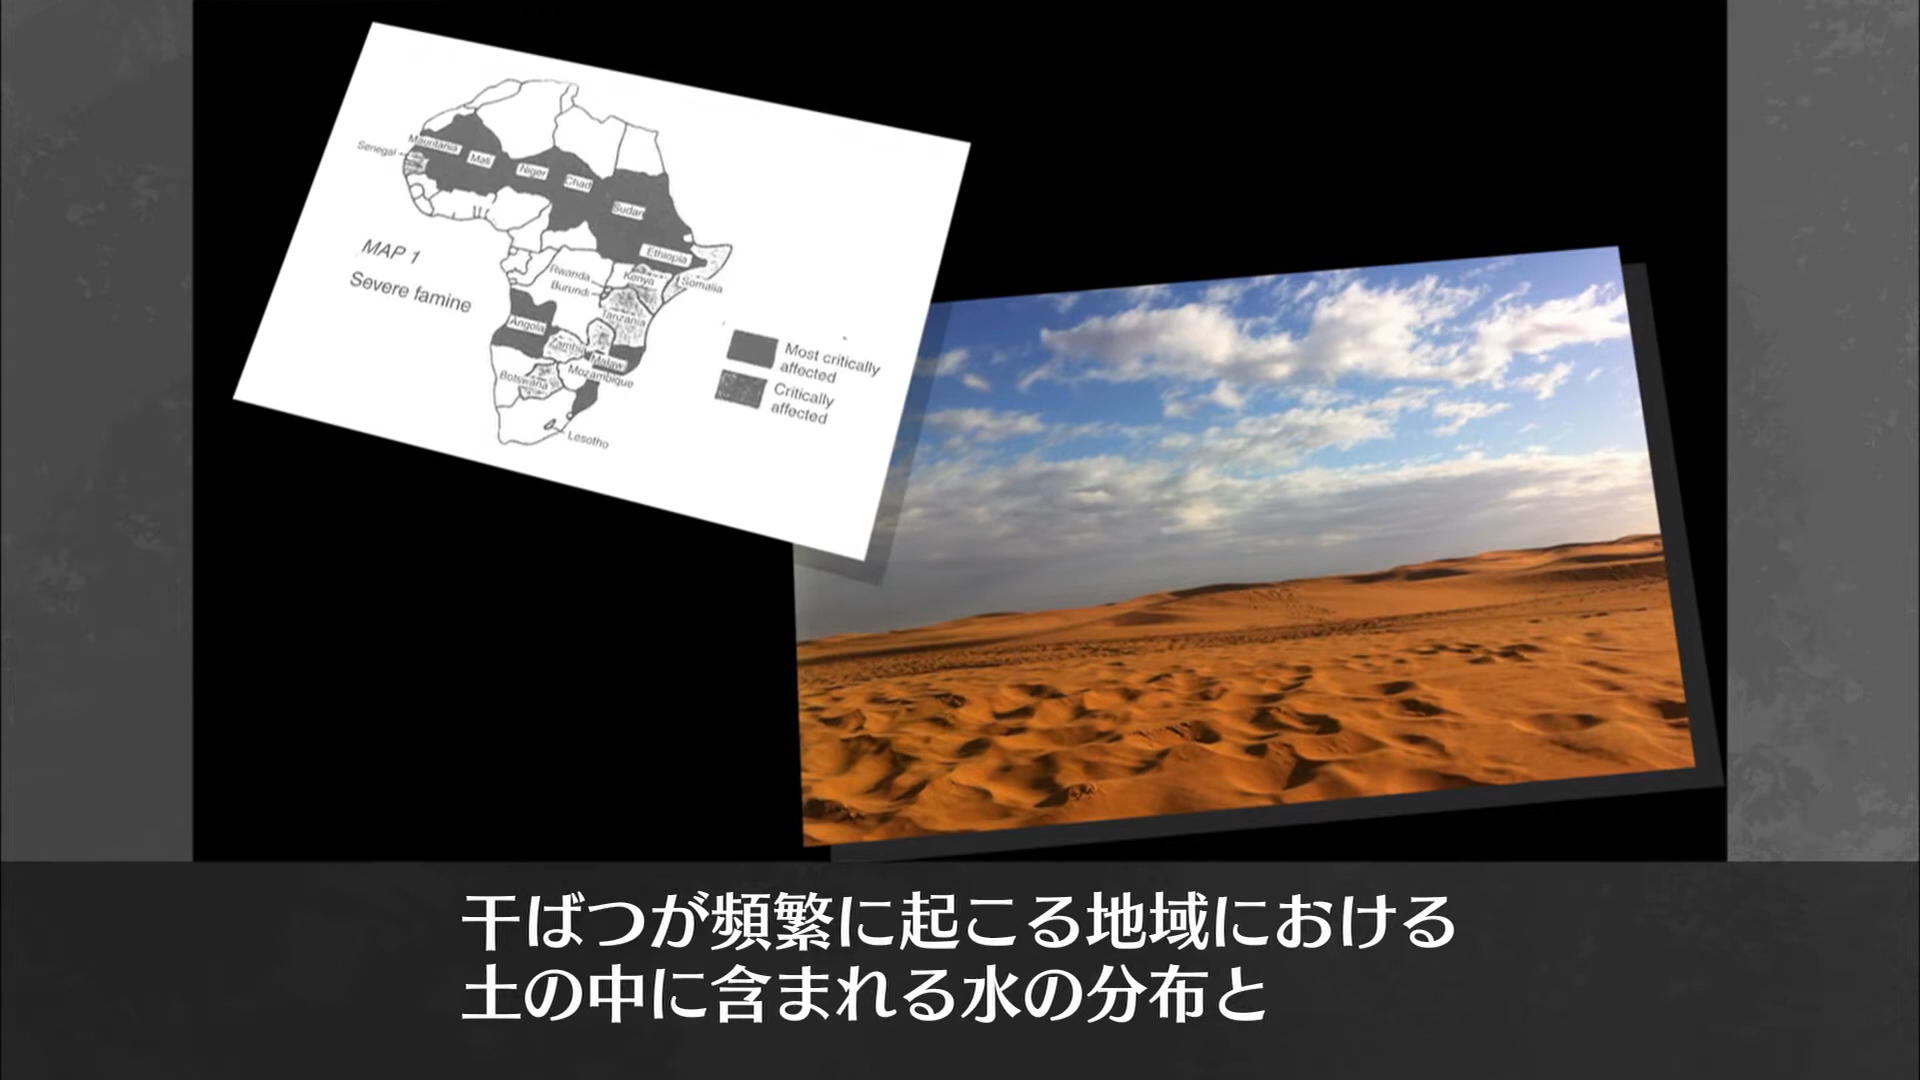 Senegal
Mauritania
Mali
Niger
Chad
Sudan
Ethiopia
Somalia
Kenya
Rwanda
Burundi
Tanzania
Angola
Zambia
Malawi
Mozambique
Botswana
Lesotho
MAP 1
Severe famine
Most critically
affected
Critically
affected
干ばつが頻繁に起こる地域における
土の中に含まれる水の分布と